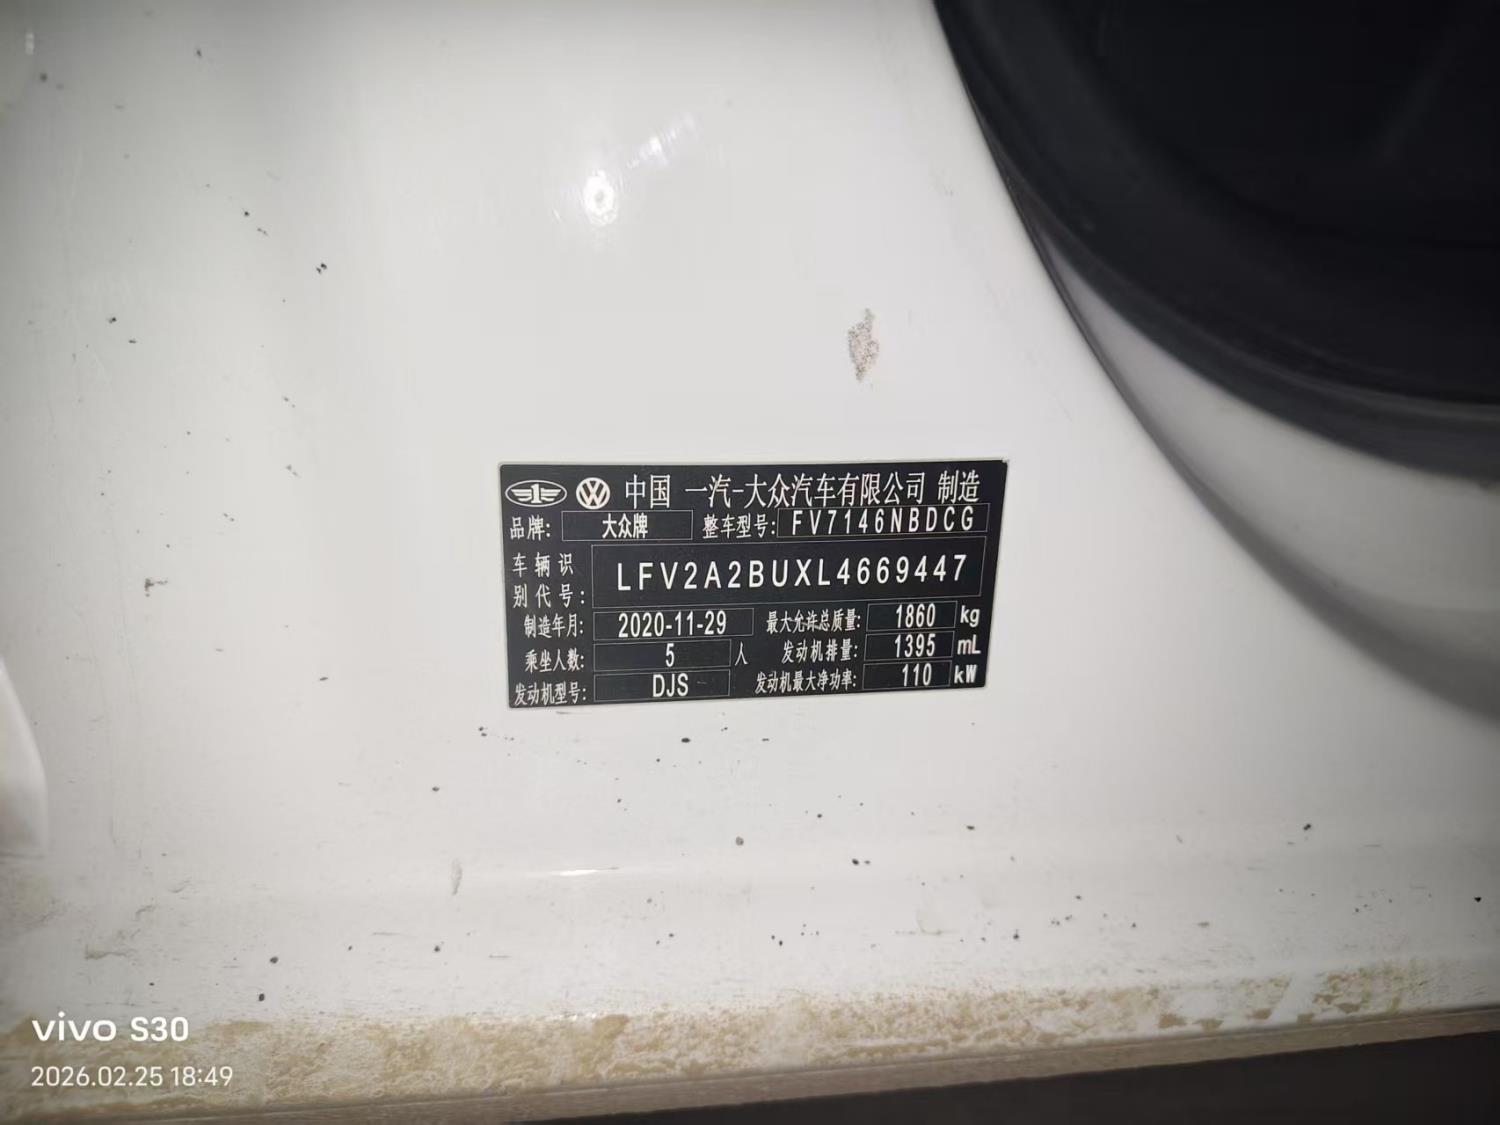 中国 一汽-大众汽车有限公司 制造
品牌: 大众牌 整车型号: FV7146NBDCG
车辆识
别代号: LFV2A2BUXL4669447
制造年月: 2020-11-29 最大允许总质量: 1860 kg
乘坐人数: 5 人 发动机排量: 1395 mL
发动机型号: DJS 发动机最大净功率: 110 kW
vivo S30
2026.02.25 18:49